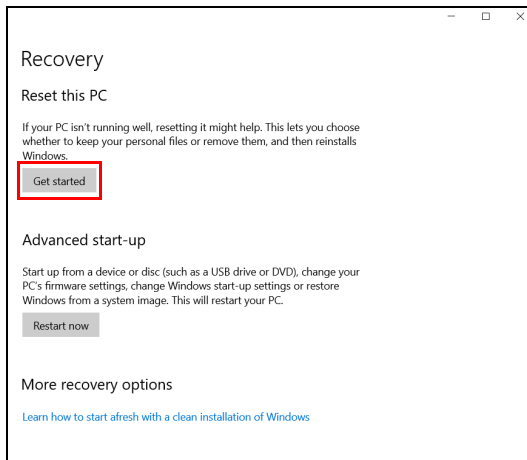 Recovery
Reset this PC
If your PC isn't running well, resetting it might help. This lets you choose
whether to keep your personal files or remove them, and then reinstalls
Windows.
Get started
Advanced start-up
Start up from a device or disc (such as a USB drive or DVD), change your
PC's firmware settings, change Windows start-up settings or restore
Windows from a system image. This will restart your PC.
Restart now
More recovery options
Learn how to start afresh with a clean installation of Windows